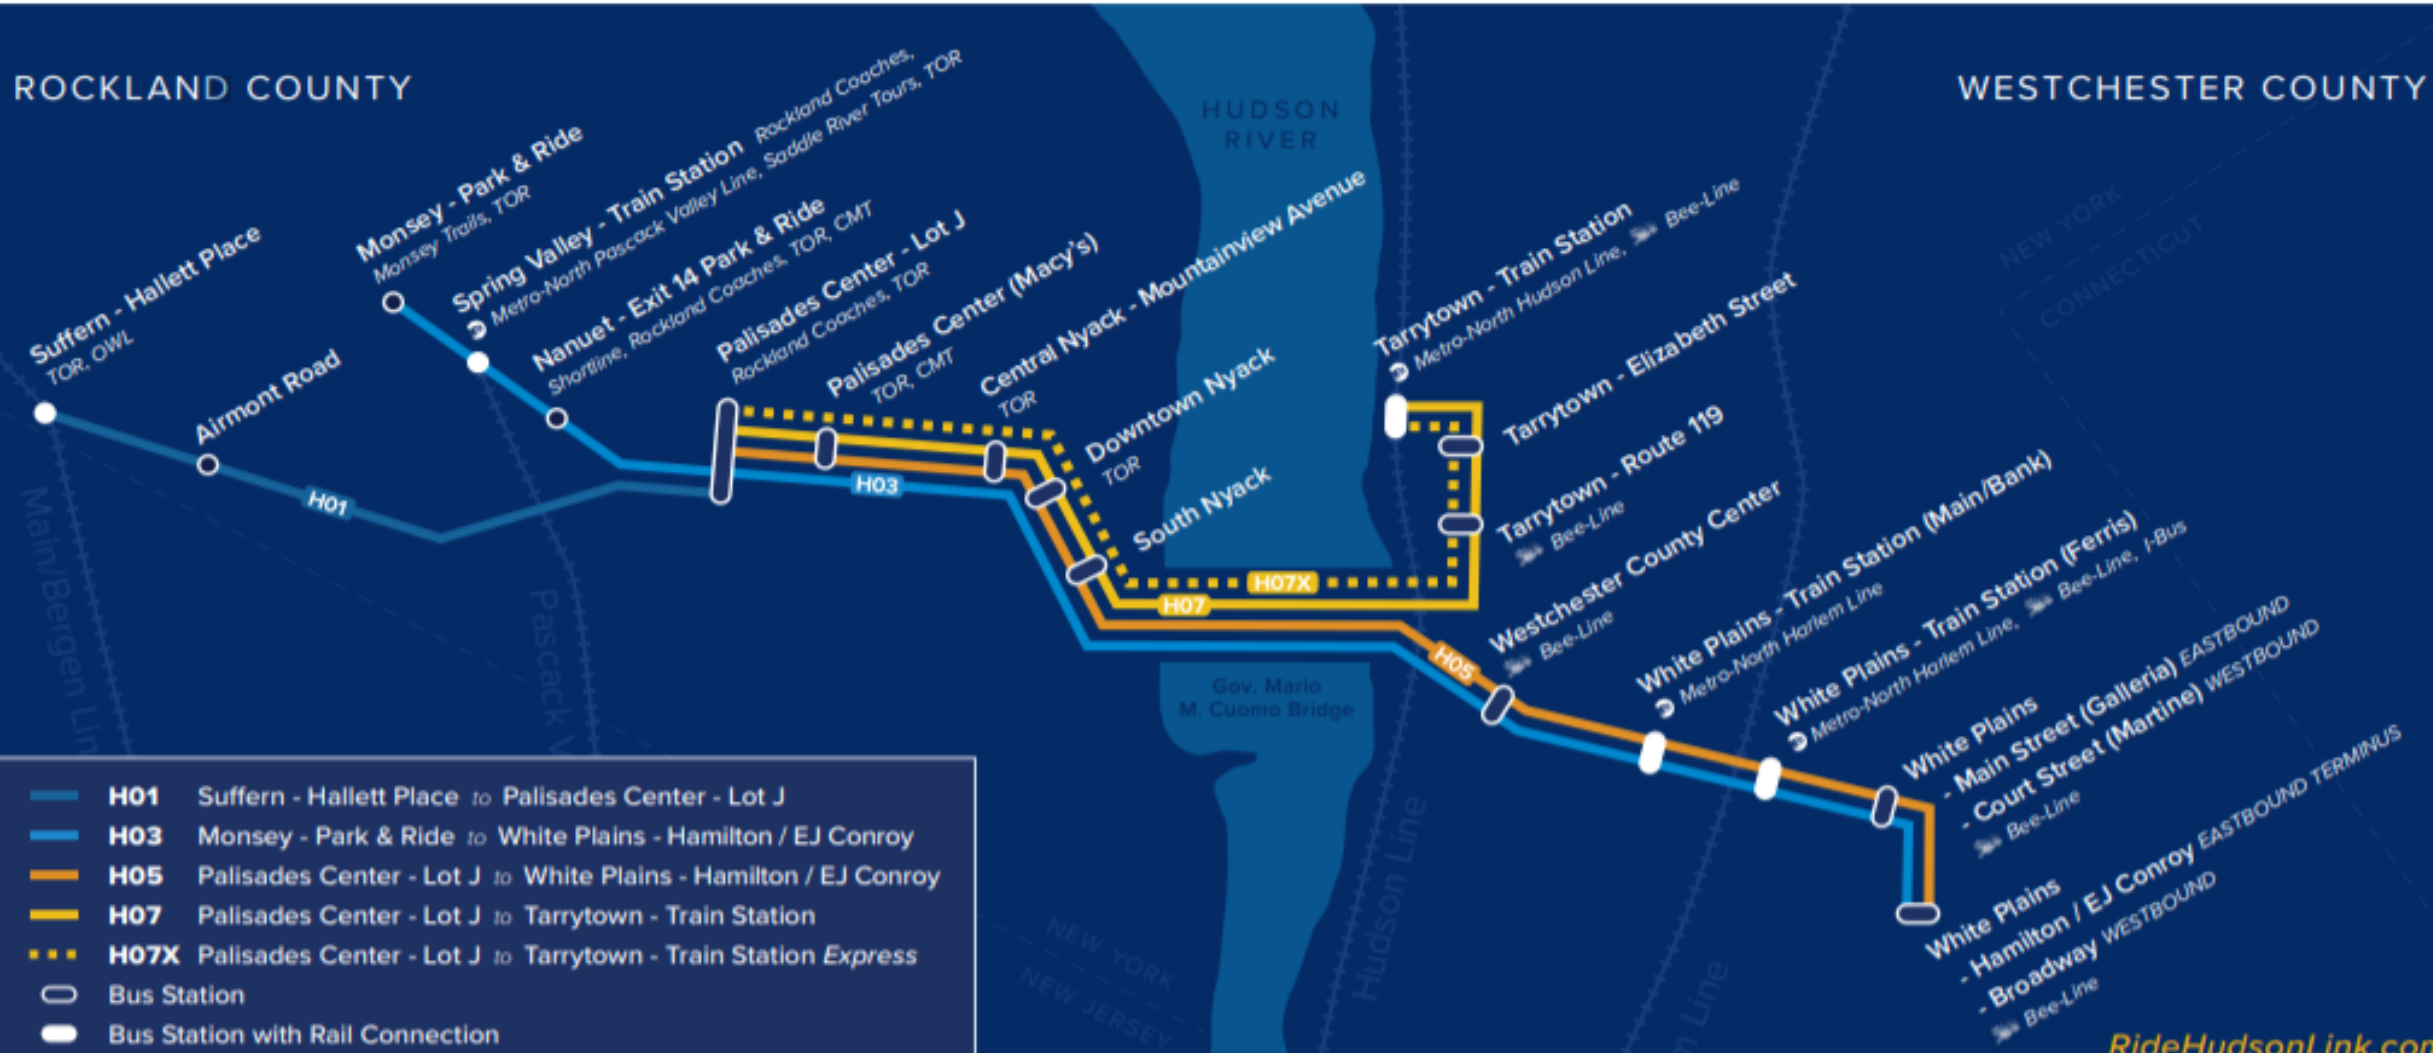 ROCKLAND COUNTY
WESTCHESTER COUNTY
HUDSON
RIVER
Suffern - Hallett Place
TOR, OWL
Airmont Road
Monsey - Park & Ride
Monsey Trails, TOR
Spring Valley - Train Station Rockland Coaches,
Metro-North Pascack Valley Line, Saddle River Tours, TOR
Nanuet - Exit 14 Park & Ride
Shortline, Rockland Coaches, TOR, CMT
Palisades Center - Lot J
Rockland Coaches, TOR
Palisades Center (Macy's)
TOR, CMT
Central Nyack - Mountainview Avenue
TOR
Downtown Nyack
TOR
South Nyack
Tarrytown - Train Station
Metro-North Hudson Line, Bee-Line
Tarrytown - Elizabeth Street
Tarrytown - Route 119
Bee-Line
Westchester County Center
Bee-Line
White Plains - Train Station (Main/Bank)
Metro-North Harlem Line
White Plains - Train Station (Ferris)
Metro-North Harlem Line, Bee-Line, I-Bus
White Plains
- Main Street (Galleria) EASTBOUND
- Court Street (Martine) WESTBOUND
Bee-Line
White Plains
- Hamilton / EJ Conroy EASTBOUND TERMINUS
- Broadway WESTBOUND
Bee-Line
H01
H03
H07X
H07
H05
Gov. Mario
M. Cuomo Bridge
Main/Bergen Lin
Pascack V
Hudson Line
m Line
NEW YORK
CONNECTICUT
NEW YORK
NEW JERSEY
H01 Suffern - Hallett Place to Palisades Center - Lot J
H03 Monsey - Park & Ride to White Plains - Hamilton / EJ Conroy
H05 Palisades Center - Lot J to White Plains - Hamilton / EJ Conroy
H07 Palisades Center - Lot J to Tarrytown - Train Station
H07X Palisades Center - Lot J to Tarrytown - Train Station Express
Bus Station
Bus Station with Rail Connection
RideHudsonLink.com